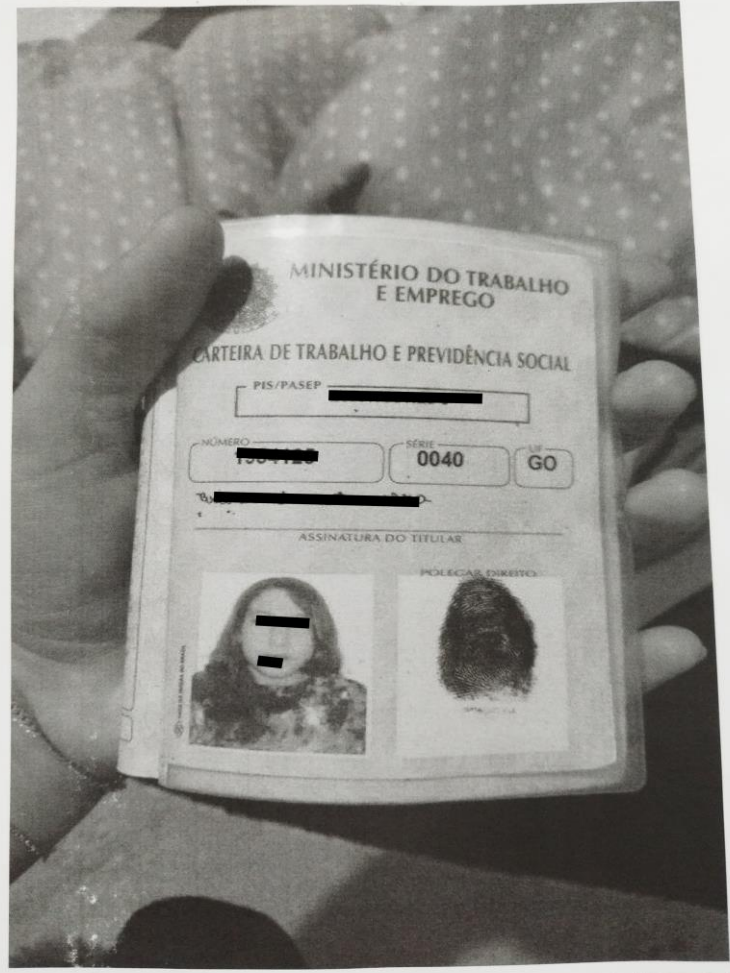 MINISTÉRIO DO TRABALHO
E EMPREGO
CARTEIRA DE TRABALHO E PREVIDÊNCIA SOCIAL
PIS/PASEP
NÚMERO SÉRIE UF
0040 GO
ASSINATURA DO TITULAR
POLEGAR DIREITO